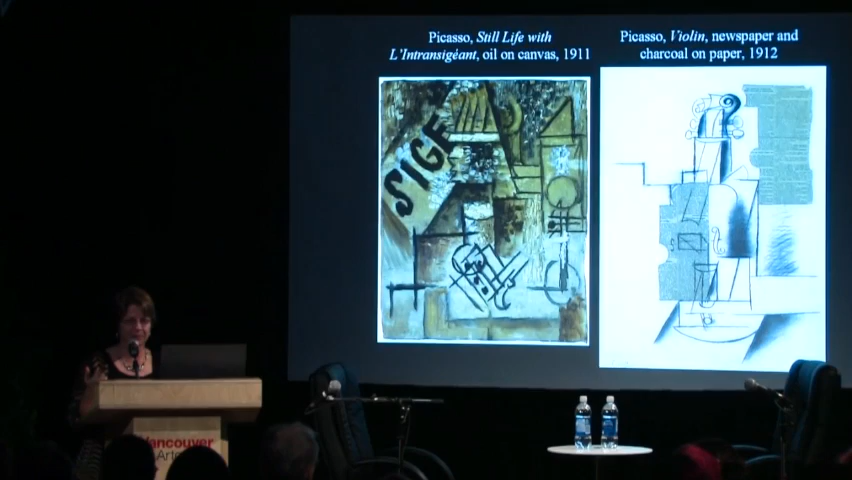 Picasso, Still Life with
L'Intransigéant, oil on canvas, 1911
Picasso, Violin, newspaper and
charcoal on paper, 1912
SIGE
Vancouver